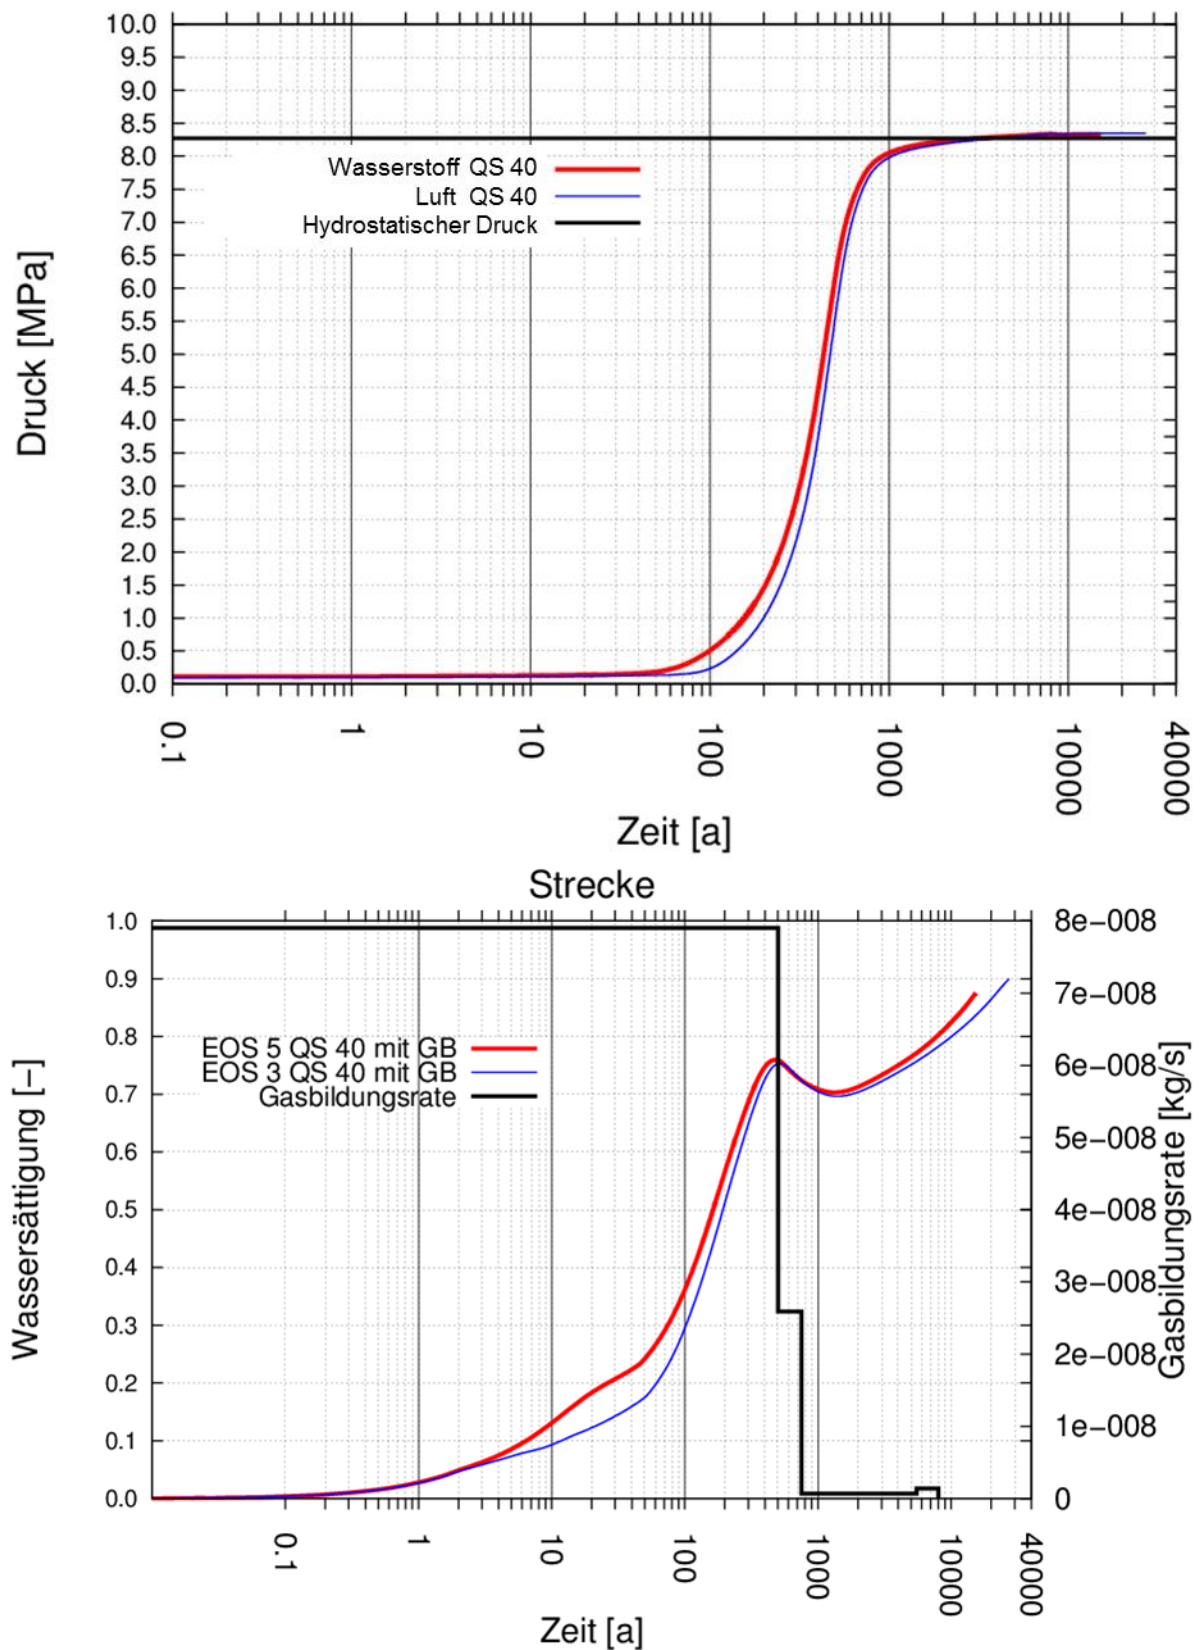 10.0
9.5
9.0
8.5
8.0
7.5
7.0
6.5
6.0
5.5
5.0
4.5
4.0
3.5
3.0
2.5
2.0
1.5
1.0
0.5
0.0
Druck [MPa]
Wasserstoff QS 40
Luft QS 40
Hydrostatischer Druck
0.1 1 10 100 1000 10000 40000
Zeit [a]
Strecke
1.0
0.9
0.8
0.7
0.6
0.5
0.4
0.3
0.2
0.1
0.0
Wassersättigung [−]
EOS 5 QS 40 mit GB
EOS 3 QS 40 mit GB
Gasbildungsrate
8e−008
7e−008
6e−008
5e−008
4e−008
3e−008
2e−008
1e−008
0
Gasbildungsrate [kg/s]
0.1 1 10 100 1000 10000 40000
Zeit [a]